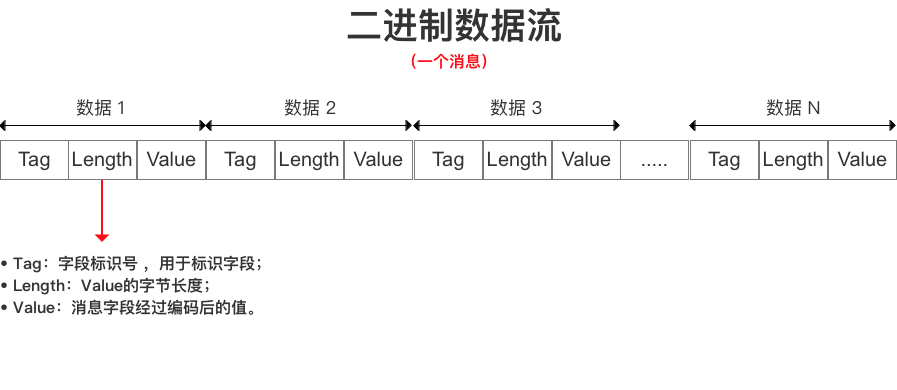 二进制数据流
（一个消息）
数据 1 数据 2 数据 3 数据 N
Tag Length Value Tag Length Value Tag Length Value ..... Tag Length Value
• Tag：字段标识号 ，用于标识字段；
• Length：Value的字节长度；
• Value：消息字段经过编码后的值。